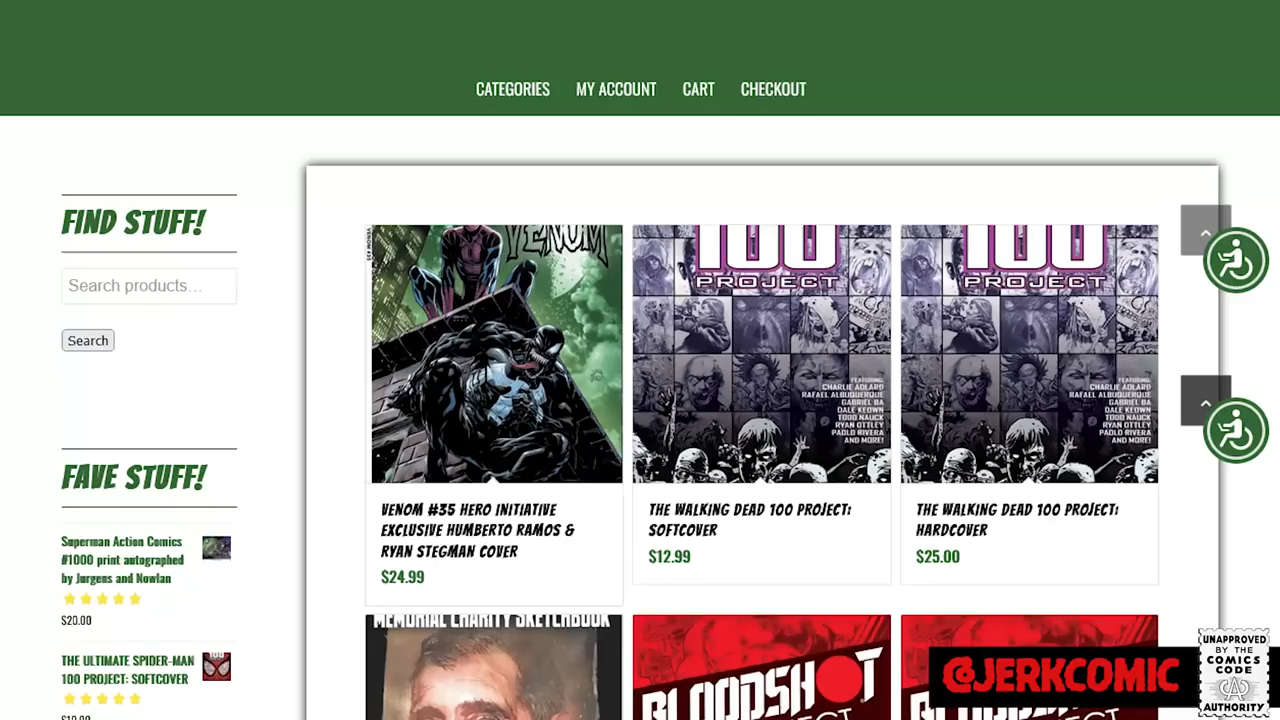 CATEGORIES MY ACCOUNT CART CHECKOUT
FIND STUFF!
Search products...
Search
FAVE STUFF!
Superman Action Comics
#1000 print autographed
by Jurgens and Nowlan
$20.00
THE ULTIMATE SPIDER-MAN
100 PROJECT: SOFTCOVER
VENOM #35
VENOM
VENOM #35 HERO INITIATIVE
EXCLUSIVE HUMBERTO RAMOS &
RYAN STEGMAN COVER
$24.99
100
PROJECT
FEATURING:
CHARLIE ADLARD
RAFAEL ALBUQUERQUE
GABRIEL BA
DALE KEOWN
TODD NAUCK
RYAN OTTLEY
PAOLO RIVERA
AND MORE!
THE WALKING DEAD 100 PROJECT:
SOFTCOVER
$12.99
100
PROJECT
FEATURING:
CHARLIE ADLARD
RAFAEL ALBUQUERQUE
GABRIEL BA
DALE KEOWN
TODD NAUCK
RYAN OTTLEY
PAOLO RIVERA
AND MORE!
THE WALKING DEAD 100 PROJECT:
HARDCOVER
$25.00
MEMORIAL CHARITY SKETCHBOOK
BLOODSHOT
BLOODSHOT
@JERKCOMIC
UNAPPROVED
BY THE
COMICS
CODE
AUTHORITY